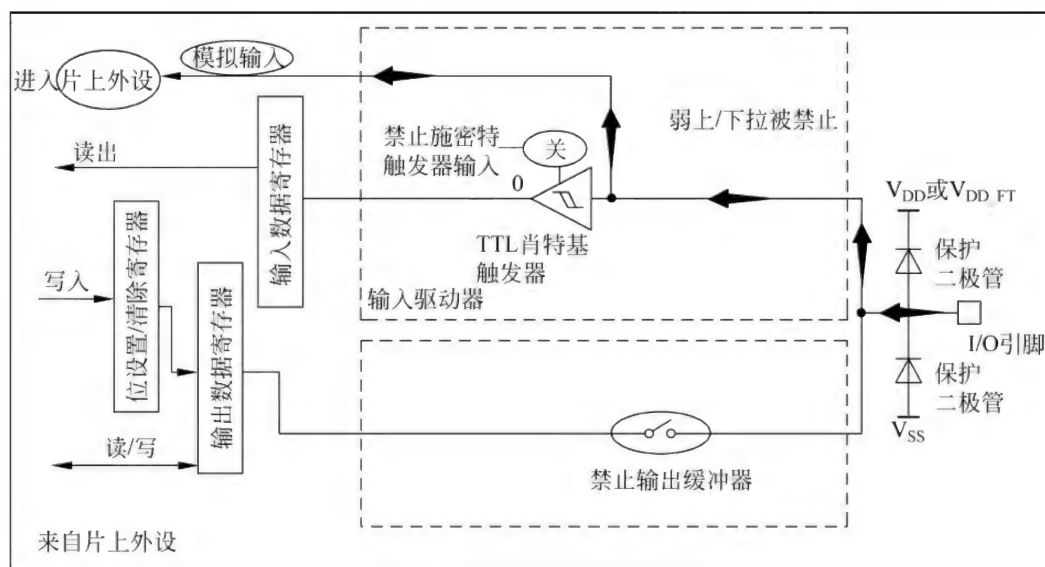 模拟输入
进入片上外设
弱上/下拉被禁止
禁止施密特
触发器输入
关
读出
输入数据寄存器
0
TTL肖特基
触发器
V_DD或V_DD_FT
保护
二极管
写入
位设置/清除寄存器
输出数据寄存器
输入驱动器
I/O引脚
保护
二极管
V_SS
读/写
禁止输出缓冲器
来自片上外设